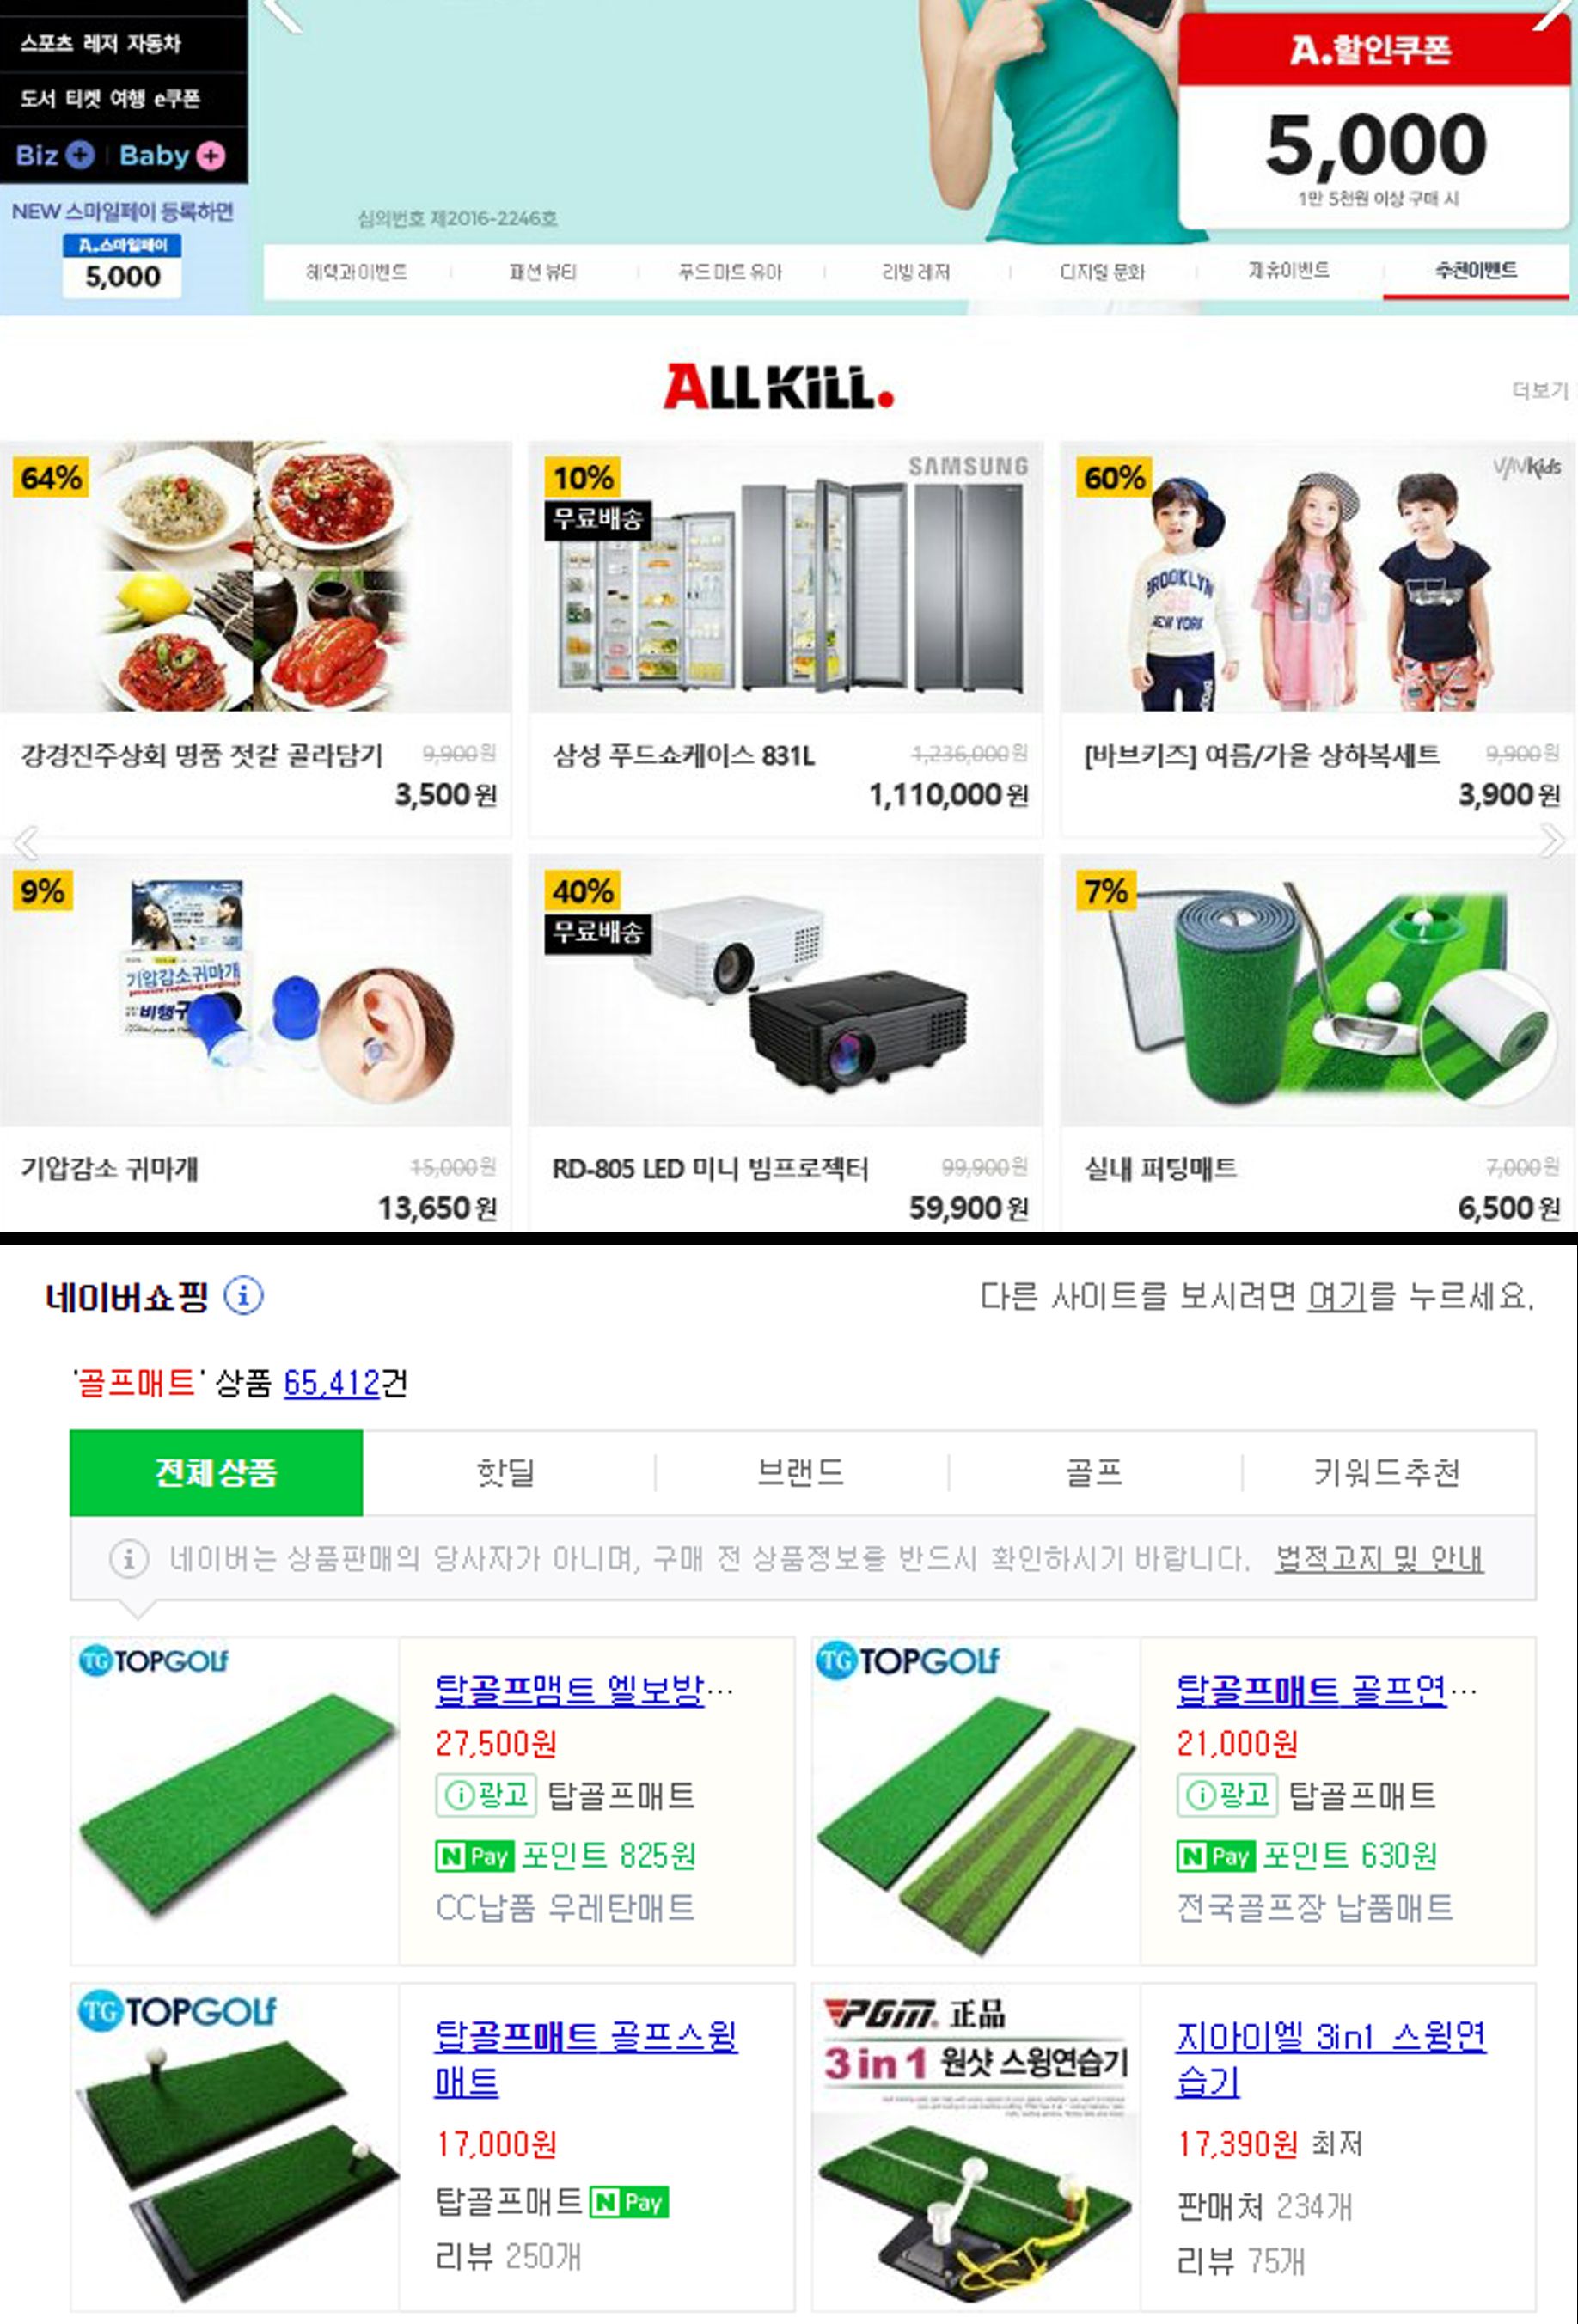 스포츠 레저 자동차
도서 티켓 여행 e쿠폰
Biz + Baby +
NEW 스마일페이 등록하면
A.스마일페이
5,000
심의번호 제2016-2246호
A.할인쿠폰
5,000
1만 5천원 이상 구매 시
혜택과이벤트 패션 뷰티 푸드 마트 유아 리빙 레저 디지털 문화 제휴이벤트 추천이벤트
ALL KILL.
더보기
64%
10%
무료배송
SAMSUNG
60%
VAVKids
BROOKLYN
NEW YORK
강경진주상회 명품 젓갈 골라담기 9,900원
3,500원
삼성 푸드쇼케이스 831L 1,236,000원
1,110,000원
[바브키즈] 여름/가을 상하복세트 9,900원
3,900원
9%
기압감소귀마개
비행구
40%
무료배송
7%
기압감소 귀마개 15,000원
13,650원
RD-805 LED 미니 빔프로젝터 99,900원
59,900원
실내 퍼딩매트 7,000원
6,500원
네이버쇼핑
다른 사이트를 보시려면 여기를 누르세요.
'골프매트' 상품 65,412건
전체상품 핫딜 브랜드 골프 키워드추천
네이버는 상품판매의 당사자가 아니며, 구매 전 상품정보를 반드시 확인하시기 바랍니다. 법적고지 및 안내
TG TOPGOLF
탑골프맴트 엘보방…
27,500원
광고 탑골프매트
N Pay 포인트 825원
CC납품 우레탄매트
TG TOPGOLF
탑골프매트 골프연…
21,000원
광고 탑골프매트
N Pay 포인트 630원
전국골프장 납품매트
TG TOPGOLF
탑골프매트 골프스윙
매트
17,000원
탑골프매트 N Pay
리뷰 250개
PGM. 正品
3in1 원샷 스윙연습기
지아이엘 3in1 스윙연
습기
17,390원 최저
판매처 234개
리뷰 75개